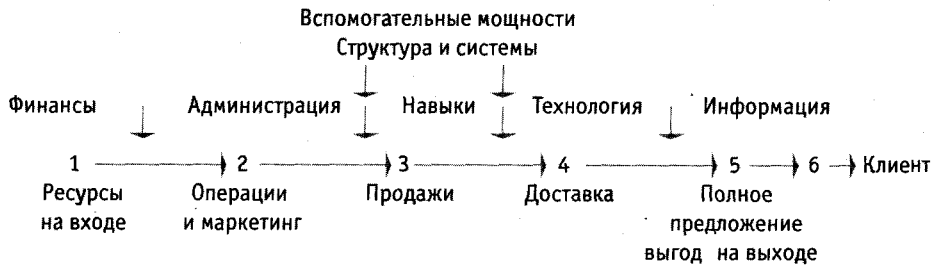 Вспомогательные мощности
Структура и системы
Финансы Администрация Навыки Технология Информация
1 2 3 4 5 6 Клиент
Ресурсы Операции Продажи Доставка Полное
на входе и маркетинг предложение
выгод на выходе